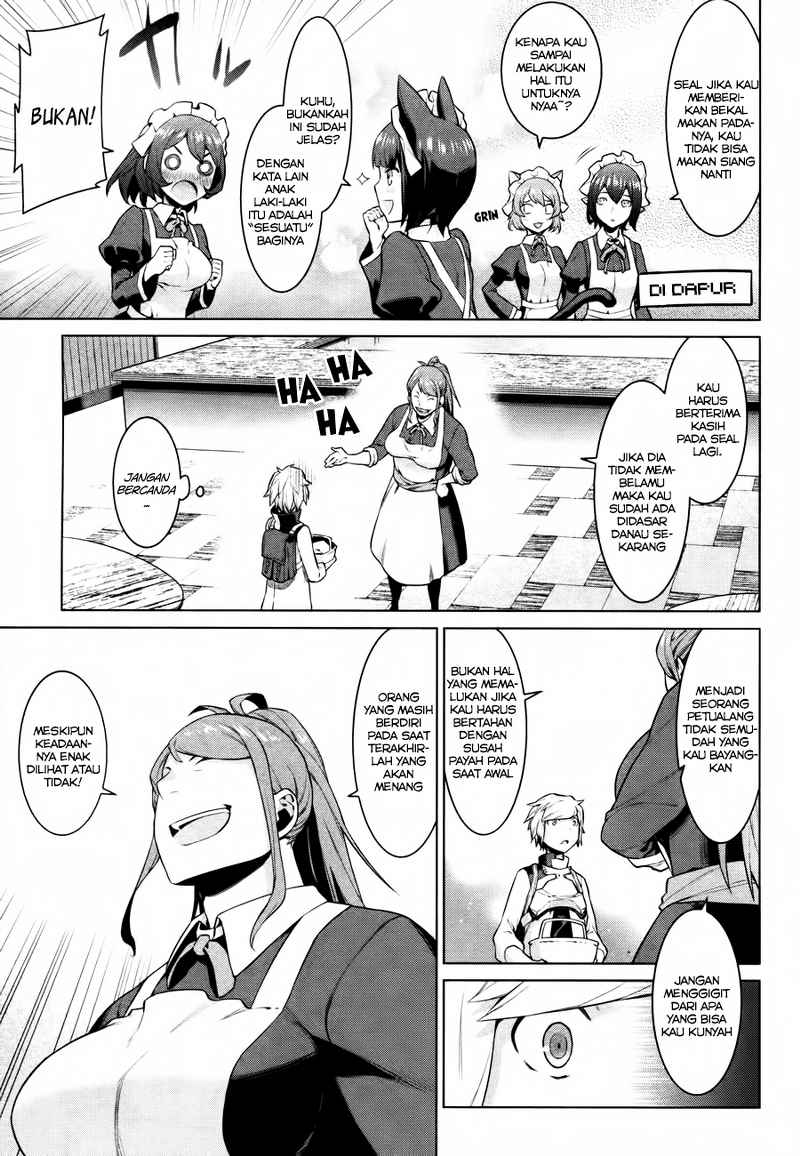 SEAL JIKA KAU
MEMBERI-
KAN BEKAL
MAKAN PADA-
NYA, KAU
TIDAK BISA
MAKAN SIANG
NANTI
KENAPA KAU
SAMPAI
MELAKUKAN
HAL ITU
UNTUKNYA
NYAA~?
GRIN
DI DAPUR
KUHU,
BUKANKAH
INI SUDAH
JELAS?
DENGAN
KATA LAIN
ANAK
LAKI-LAKI
ITU ADALAH
"SESUATU"
BAGINYA
BUKAN!
KAU
HARUS
BERTERIMA
KASIH
PADA SEAL
LAGI.
JIKA DIA
TIDAK MEM-
BELAMU
MAKA KAU
SUDAH ADA
DIDASAR
DANAU SE-
KARANG
HA HA
HA
JANGAN
BERCANDA
~
MENJADI
SEORANG
PETUALANG
TIDAK SEMU-
DAH YANG
KAU BAYANG-
KAN
BUKAN HAL
YANG MEMA-
LUKAN JIKA
KAU HARUS
BERTAHAN
DENGAN
SUSAH
PAYAH PADA
SAAT AWAL
JANGAN
MENGGIGIT
DARI APA
YANG BISA
KAU KUNYAH
ORANG
YANG MASIH
BERDIRI
PADA SAAT
TERAKHIR-
LAH YANG
AKAN
MENANG
MESKIPUN
KEADAAN-
NYA ENAK
DILIHAT ATAU
TIDAK!